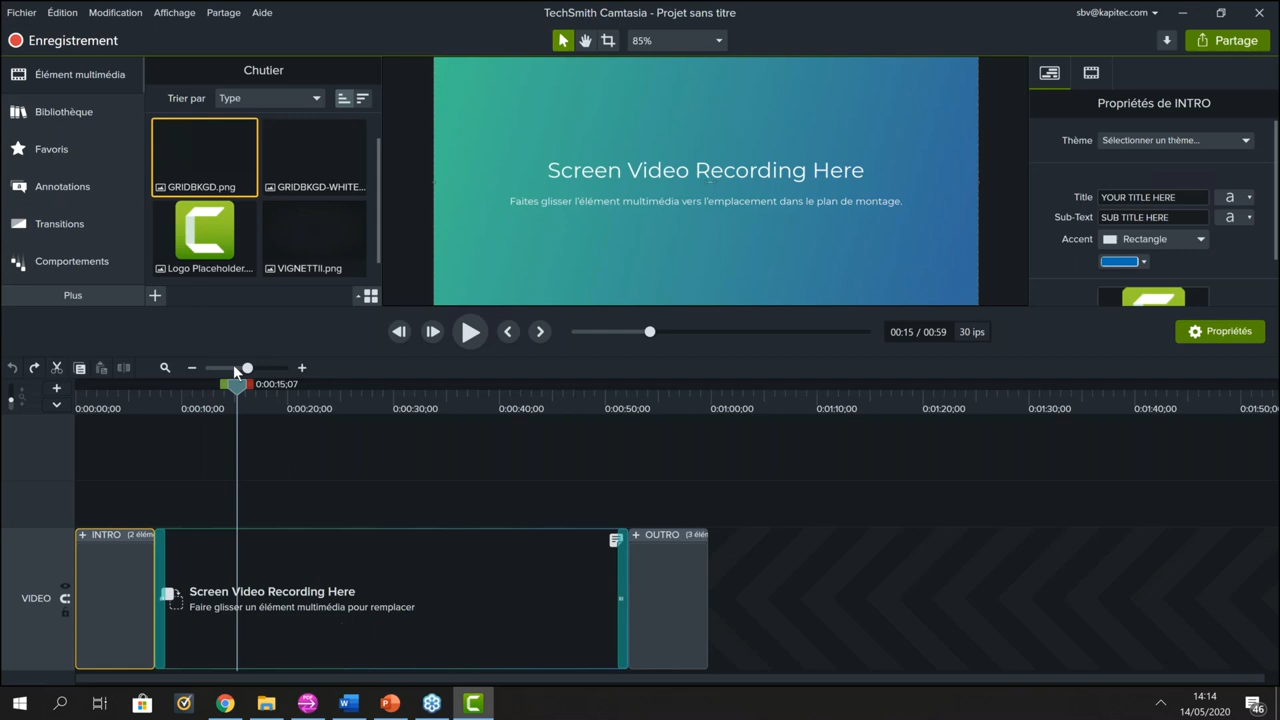 Fichier Édition Modification Affichage Partage Aide
TechSmith Camtasia - Projet sans titre
sbv@kapitec.com
Enregistrement
85%
Partage
Élément multimédia
Bibliothèque
Favoris
Annotations
Transitions
Comportements
Plus
Chutier
Trier par Type
GRIDBKGD.png
GRIDBKGD-WHITE...
Logo Placeholder....
VIGNETTII.png
Screen Video Recording Here
Faites glisser l'élément multimédia vers l'emplacement dans le plan de montage.
Propriétés de INTRO
Thème Sélectionner un thème...
Title YOUR TITLE HERE a
Sub-Text SUB TITLE HERE a
Accent Rectangle
00:15 / 00:59 30 ips
Propriétés
0:00:15;07
0:00:00;00 0:00:10;00 0:00:20;00 0:00:30;00 0:00:40;00 0:00:50;00 0:01:00;00 0:01:10;00 0:01:20;00 0:01:30;00 0:01:40;00 0:01:50;0
VIDEO
+ INTRO (2 élém
Screen Video Recording Here
Faire glisser un élément multimédia pour remplacer
+ OUTRO (3 élé
14:14
14/05/2020
46